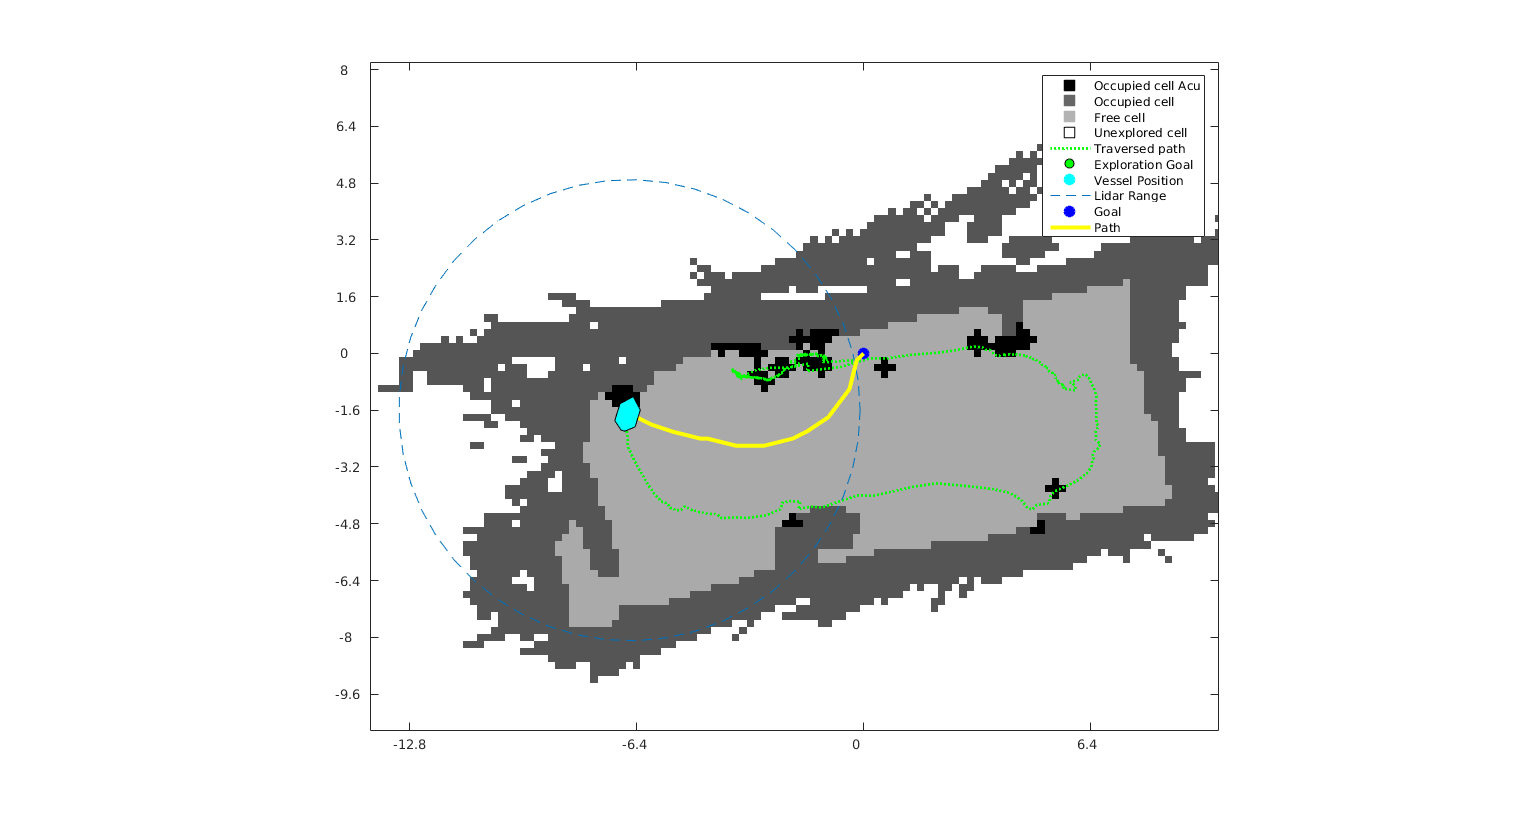 8
6.4
4.8
3.2
1.6
0
-1.6
-3.2
-4.8
-6.4
-8
-9.6
-12.8
-6.4
0
6.4
Occupied cell Acu
Occupied cell
Free cell
Unexplored cell
Traversed path
Exploration Goal
Vessel Position
Lidar Range
Goal
Path